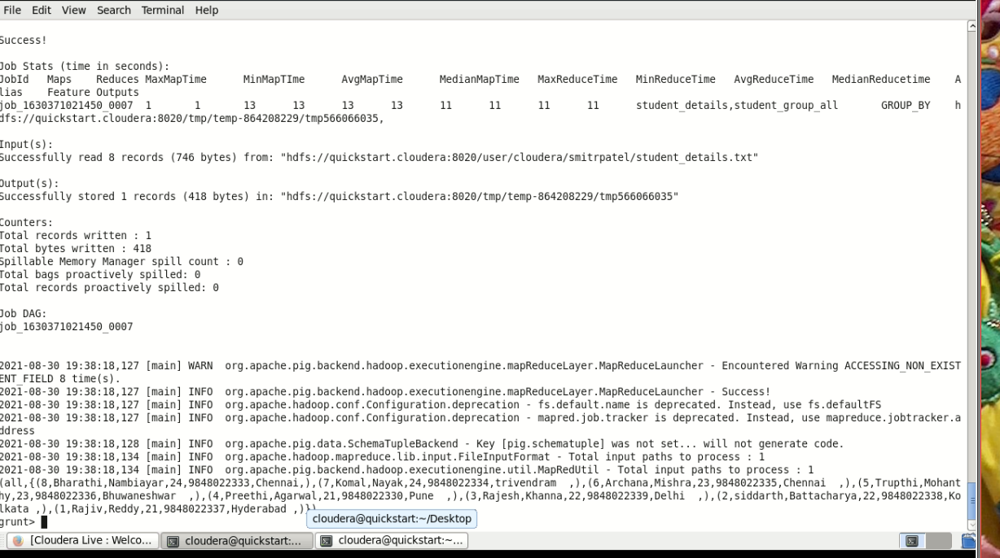 File Edit View Search Terminal Help
Success!
Job Stats (time in seconds):
JobId Maps Reduces MaxMapTime MinMapTIme AvgMapTime MedianMapTime MaxReduceTime MinReduceTime AvgReduceTime MedianReducetime A
lias Feature Outputs
job_1630371021450_0007 1 1 13 13 13 13 11 11 11 11 student_details,student_group_all GROUP_BY h
dfs://quickstart.cloudera:8020/tmp/temp-864208229/tmp566066035,
Input(s):
Successfully read 8 records (746 bytes) from: "hdfs://quickstart.cloudera:8020/user/cloudera/smitrpatel/student_details.txt"
Output(s):
Successfully stored 1 records (418 bytes) in: "hdfs://quickstart.cloudera:8020/tmp/temp-864208229/tmp566066035"
Counters:
Total records written : 1
Total bytes written : 418
Spillable Memory Manager spill count : 0
Total bags proactively spilled: 0
Total records proactively spilled: 0
Job DAG:
job_1630371021450_0007
2021-08-30 19:38:18,127 [main] WARN org.apache.pig.backend.hadoop.executionengine.mapReduceLayer.MapReduceLauncher - Encountered Warning ACCESSING_NON_EXIST
ENT_FIELD 8 time(s).
2021-08-30 19:38:18,127 [main] INFO org.apache.pig.backend.hadoop.executionengine.mapReduceLayer.MapReduceLauncher - Success!
2021-08-30 19:38:18,127 [main] INFO org.apache.hadoop.conf.Configuration.deprecation - fs.default.name is deprecated. Instead, use fs.defaultFS
2021-08-30 19:38:18,127 [main] INFO org.apache.hadoop.conf.Configuration.deprecation - mapred.job.tracker is deprecated. Instead, use mapreduce.jobtracker.a
ddress
2021-08-30 19:38:18,128 [main] INFO org.apache.pig.data.SchemaTupleBackend - Key [pig.schematuple] was not set... will not generate code.
2021-08-30 19:38:18,134 [main] INFO org.apache.hadoop.mapreduce.lib.input.FileInputFormat - Total input paths to process : 1
2021-08-30 19:38:18,134 [main] INFO org.apache.pig.backend.hadoop.executionengine.util.MapRedUtil - Total input paths to process : 1
(all,{(8,Bharathi,Nambiayar,24,9848022333,Chennai,),(7,Komal,Nayak,24,9848022334,trivendram ,),(6,Archana,Mishra,23,9848022335,Chennai ,),(5,Trupthi,Mohant
hy,23,9848022336,Bhuwaneshwar ,),(4,Preethi,Agarwal,21,9848022330,Pune ,),(3,Rajesh,Khanna,22,9848022339,Delhi ,),(2,siddarth,Battacharya,22,9848022338,Ko
lkata ,),(1,Rajiv,Reddy,21,9848022337,Hyderabad ,)})
grunt>
cloudera@quickstart:~/Desktop
[Cloudera Live : Welco... cloudera@quickstart:... cloudera@quickstart:~...